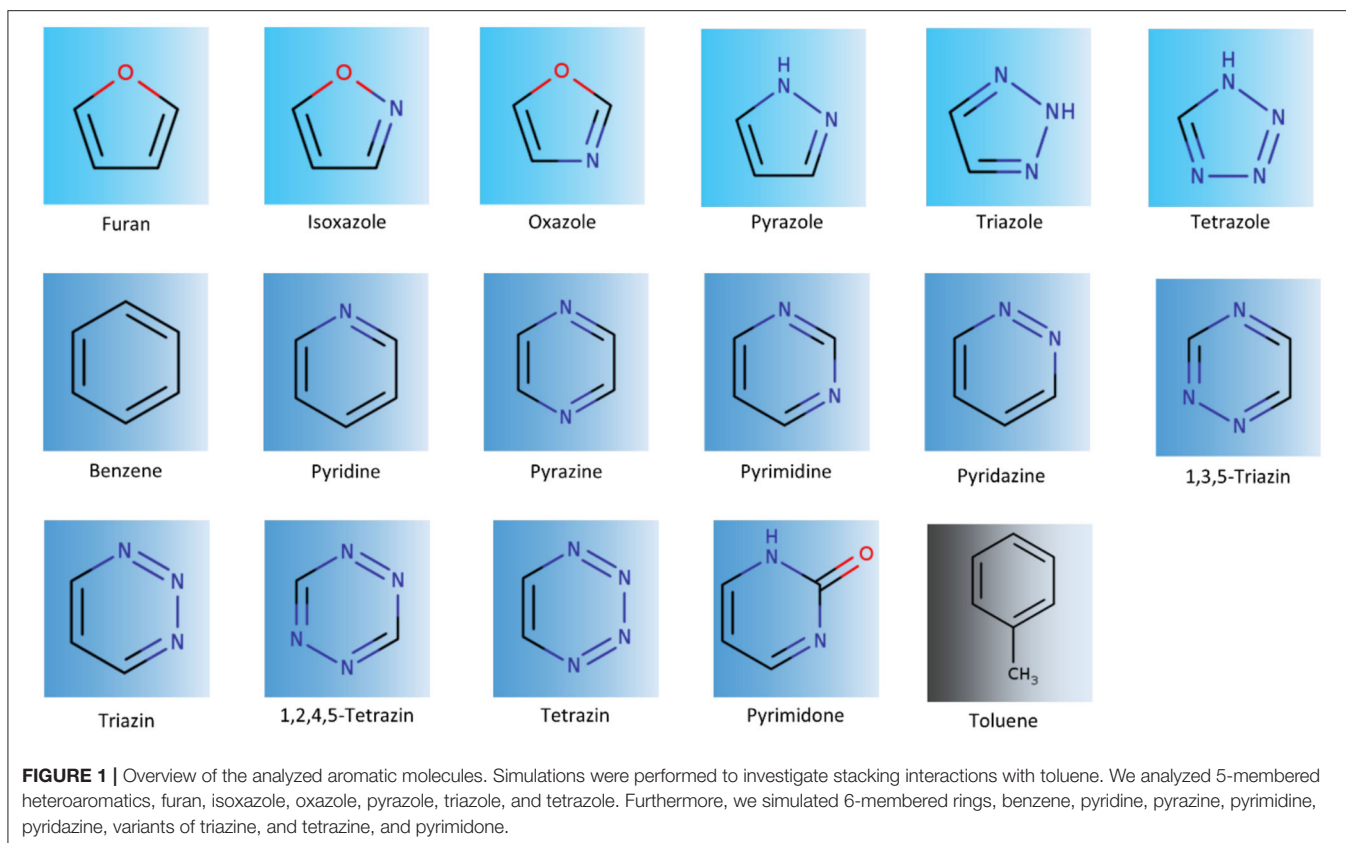 O
O
N
O
N
H
N
N
N
NH
N
H
N
N
N
N
Furan
Isoxazole
Oxazole
Pyrazole
Triazole
Tetrazole
N
N
N
N
N
N
N
N
N
N
Benzene
Pyridine
Pyrazine
Pyrimidine
Pyridazine
1,3,5-Triazin
N
N
N
N
N
N
N
N
N
N
N
H
N
O
N
CH3
Triazin
1,2,4,5-Tetrazin
Tetrazin
Pyrimidone
Toluene
FIGURE 1 | Overview of the analyzed aromatic molecules. Simulations were performed to investigate stacking interactions with toluene. We analyzed 5-membered
heteroaromatics, furan, isoxazole, oxazole, pyrazole, triazole, and tetrazole. Furthermore, we simulated 6-membered rings, benzene, pyridine, pyrazine, pyrimidine,
pyridazine, variants of triazine, and tetrazine, and pyrimidone.